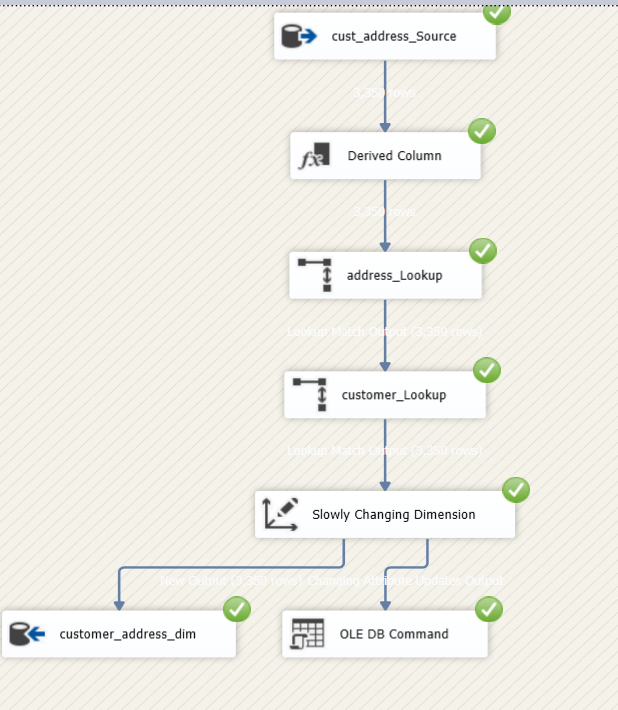 cust_address_Source
3,350 rows
Derived Column
3,350 rows
address_Lookup
Lookup Match Output (3,350 rows)
customer_Lookup
Lookup Match Output (3,350 rows)
Slowly Changing Dimension
New Output (3,350 rows) Changing Attribute Updates Output
customer_address_dim
OLE DB Command